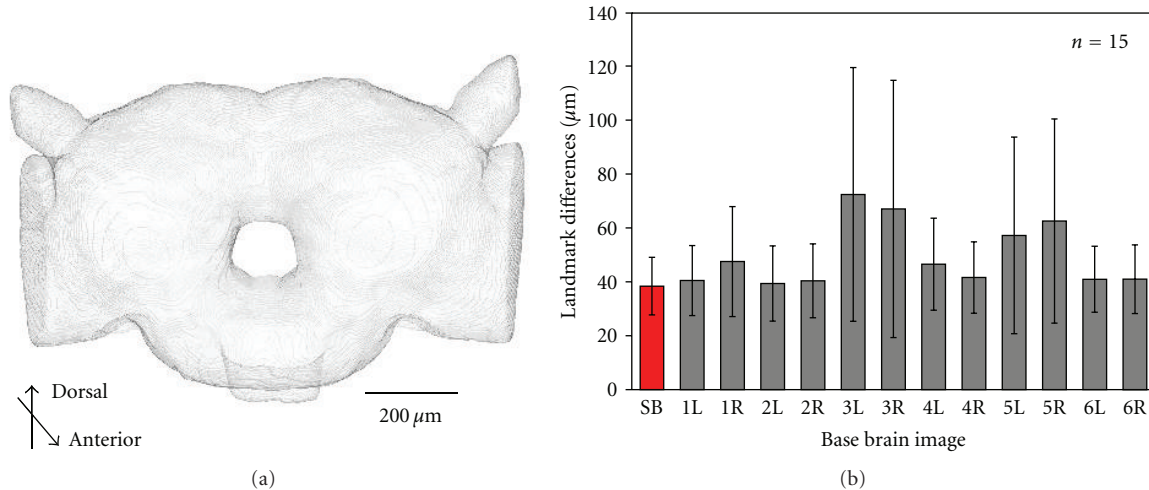 Dorsal
Anterior
200 µm
(a)
Landmark differences (µm)
140
120
100
80
60
40
20
0
n = 15
SB 1L 1R 2L 2R 3L 3R 4L 4R 5L 5R 6L 6R
Base brain image
(b)